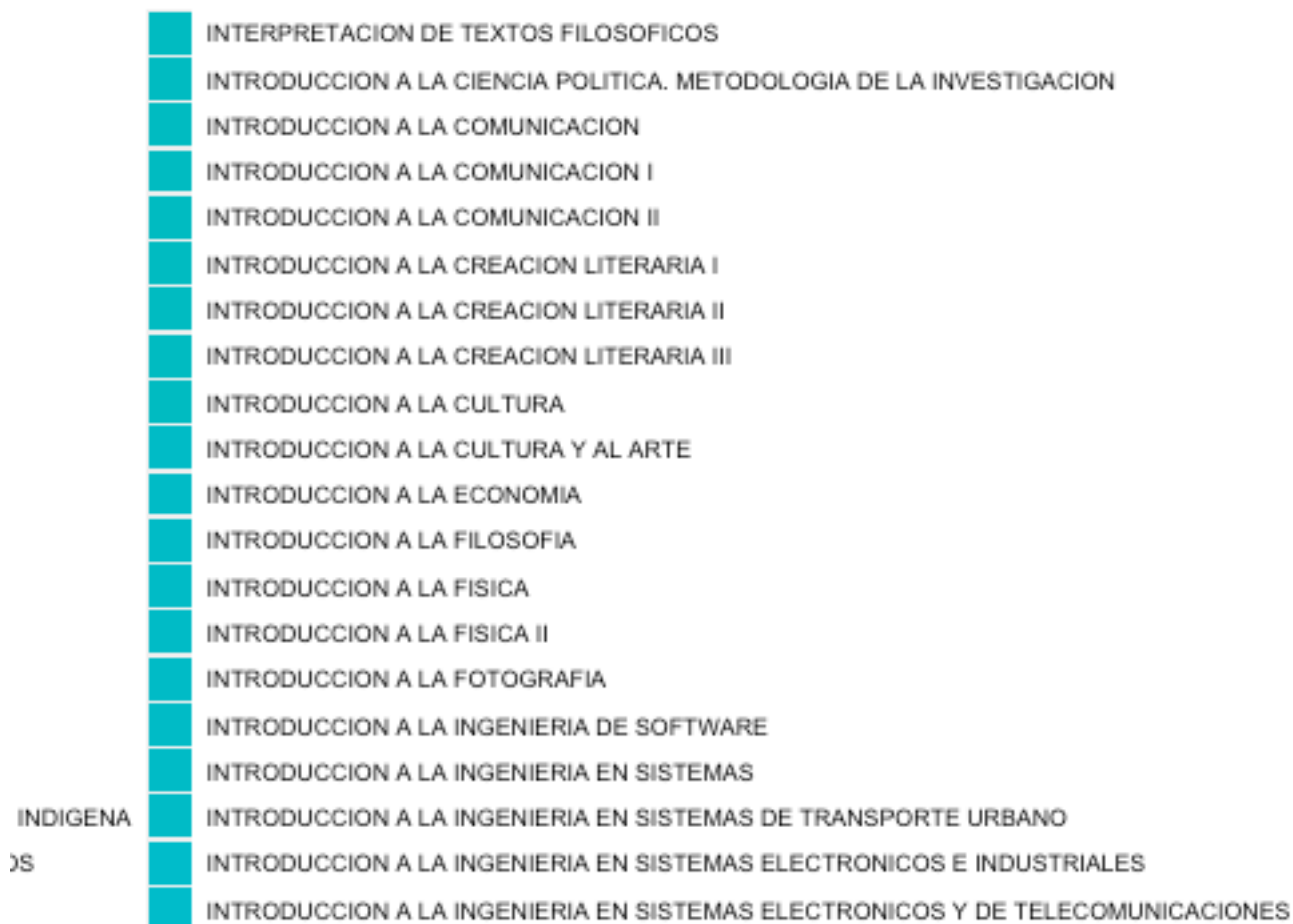 INTERPRETACION DE TEXTOS FILOSOFICOS
INTRODUCCION A LA CIENCIA POLITICA. METODOLOGIA DE LA INVESTIGACION
INTRODUCCION A LA COMUNICACION
INTRODUCCION A LA COMUNICACION I
INTRODUCCION A LA COMUNICACION II
INTRODUCCION A LA CREACION LITERARIA I
INTRODUCCION A LA CREACION LITERARIA II
INTRODUCCION A LA CREACION LITERARIA III
INTRODUCCION A LA CULTURA
INTRODUCCION A LA CULTURA Y AL ARTE
INTRODUCCION A LA ECONOMIA
INTRODUCCION A LA FILOSOFIA
INTRODUCCION A LA FISICA
INTRODUCCION A LA FISICA II
INTRODUCCION A LA FOTOGRAFIA
INTRODUCCION A LA INGENIERIA DE SOFTWARE
INTRODUCCION A LA INGENIERIA EN SISTEMAS
INDIGENA INTRODUCCION A LA INGENIERIA EN SISTEMAS DE TRANSPORTE URBANO
INTRODUCCION A LA INGENIERIA EN SISTEMAS ELECTRONICOS E INDUSTRIALES
INTRODUCCION A LA INGENIERIA EN SISTEMAS ELECTRONICOS Y DE TELECOMUNICACIONES